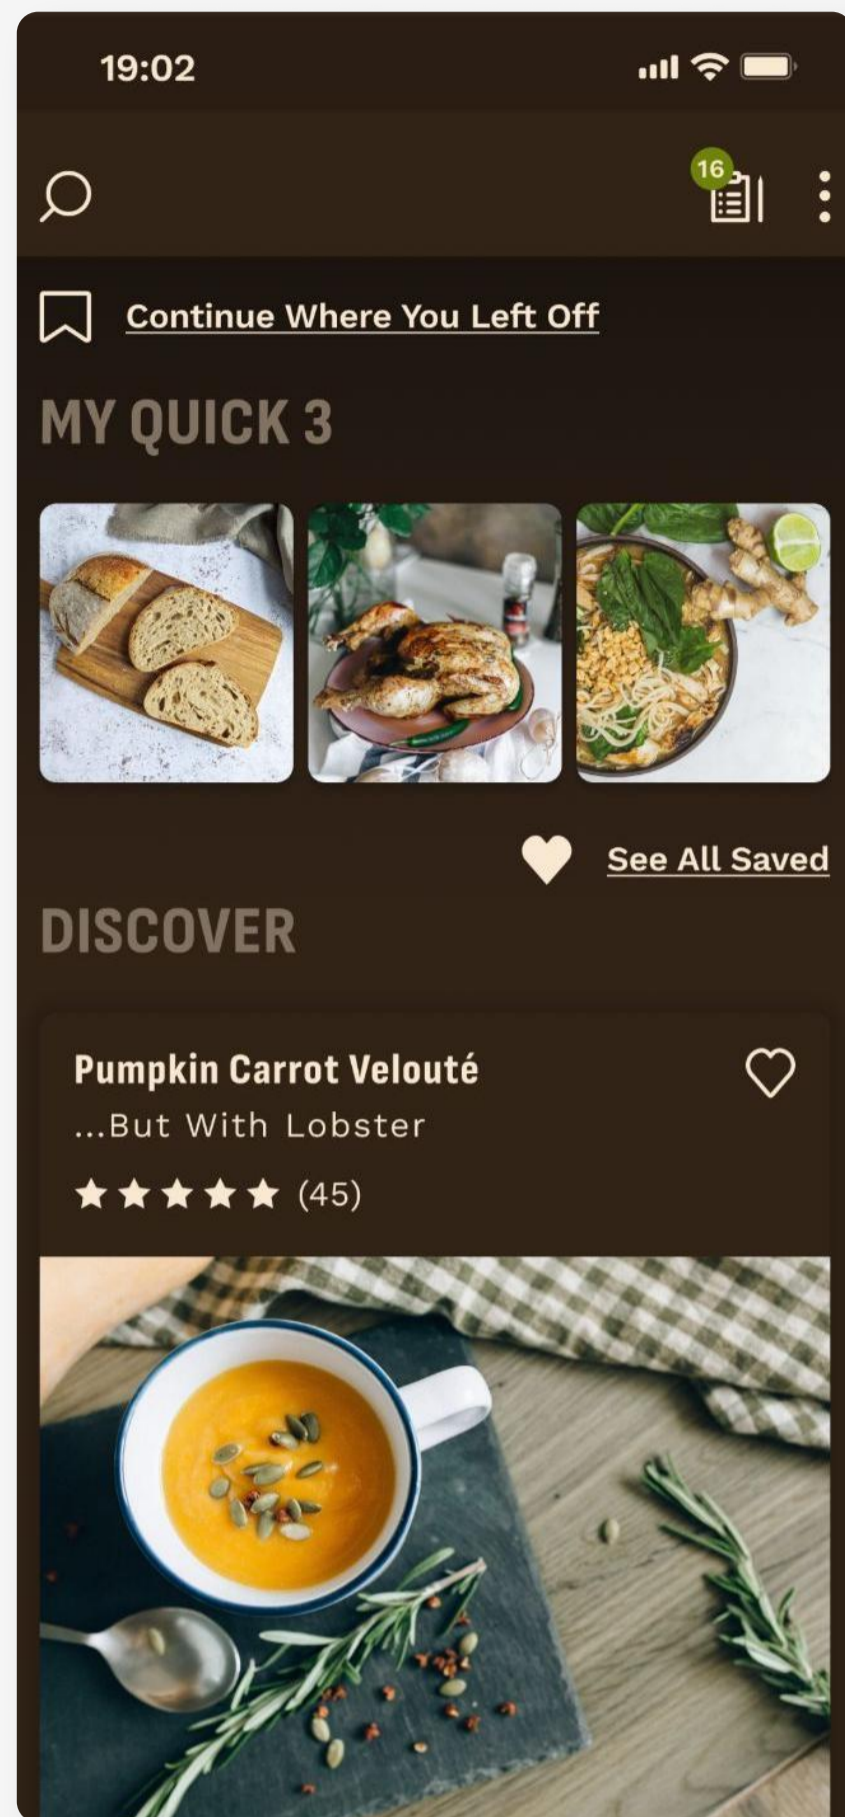 19:02
16
Continue Where You Left Off
MY QUICK 3
See All Saved
DISCOVER
Pumpkin Carrot Velouté
...But With Lobster
(45)